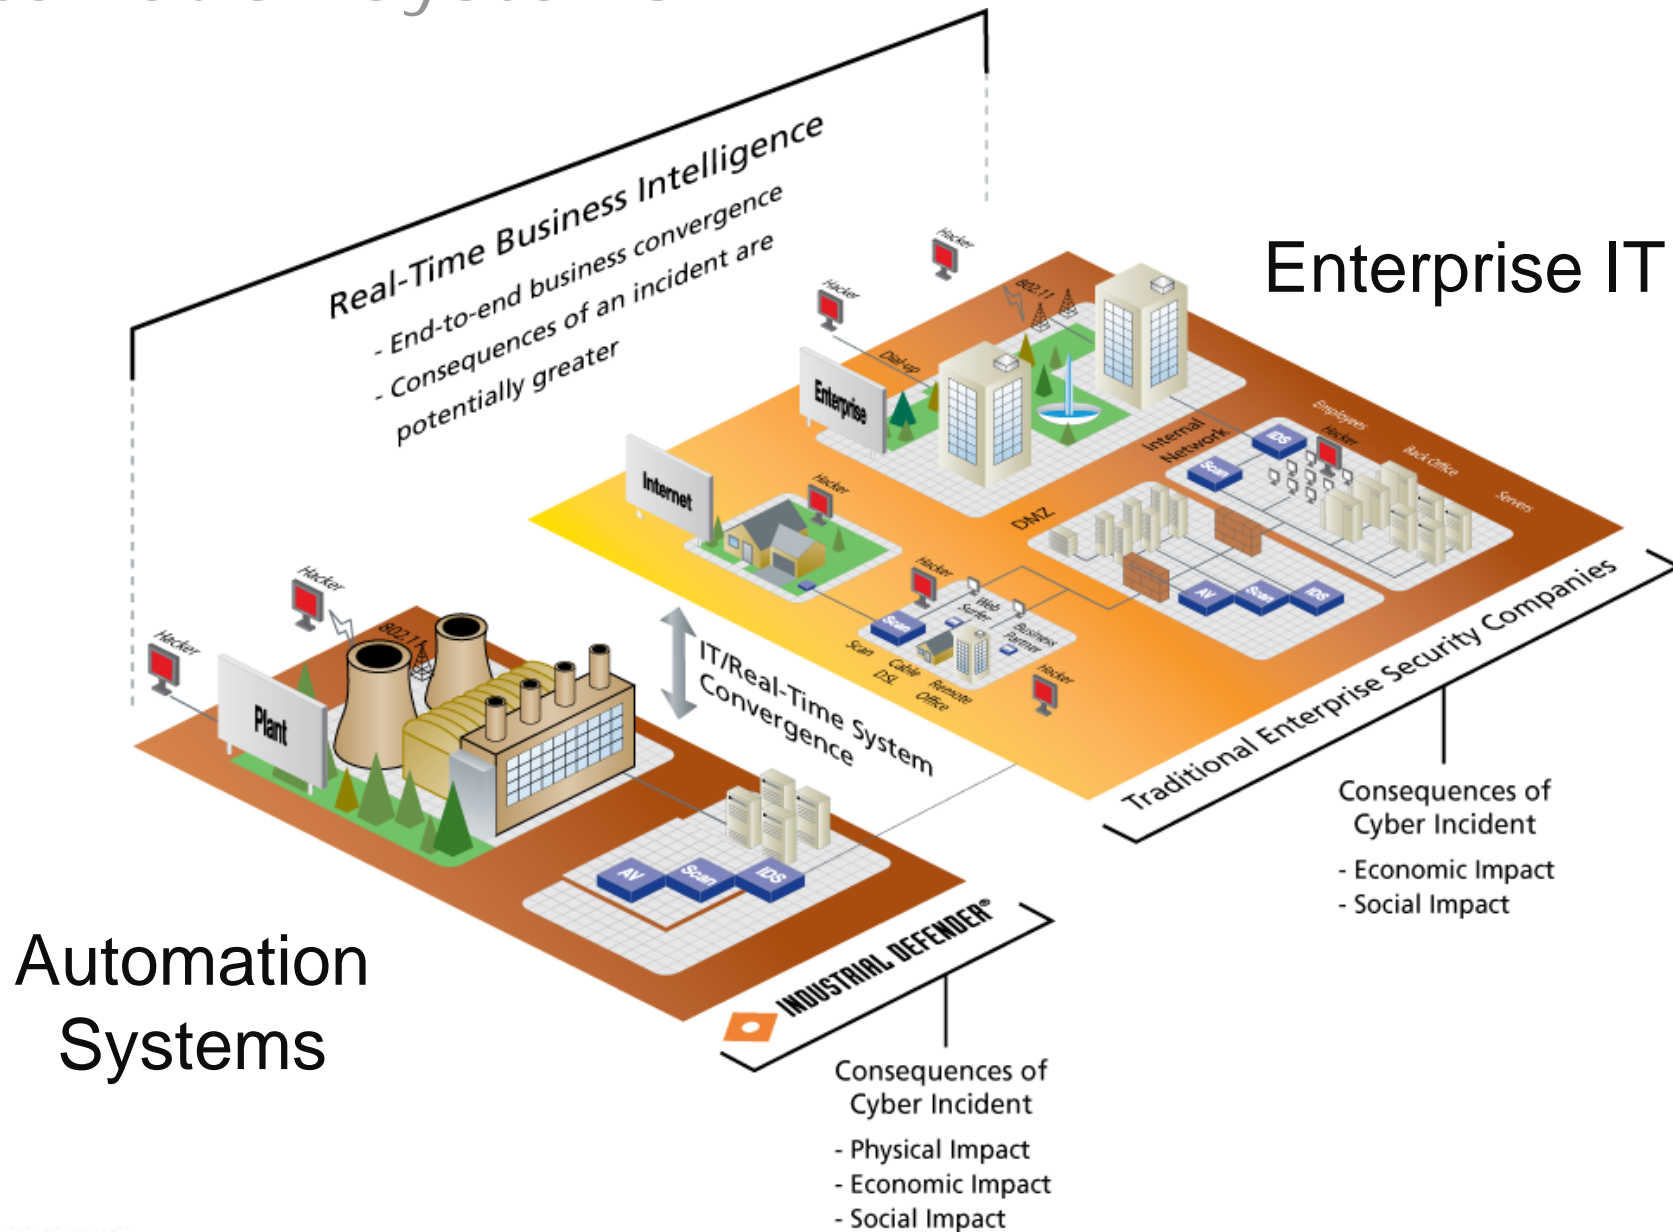 Real-Time Business Intelligence
- End-to-end business convergence
- Consequences of an incident are
potentially greater
Enterprise IT
Hacker
Hacker
802.11
Dial-up
Enterprise
Internal
Network
Employees
Hacker
Back Office
Servers
IDS
Scan
Internet
Hacker
DMZ
AV
Scan
IDS
Hacker
Scan
Web
Surfer
Business
Partner
Scan
Cable
DSL
Remote
Office
Hacker
Traditional Enterprise Security Companies
Hacker
Hacker
802.11
Plant
IT/Real-Time System
Convergence
AV
Scan
IDS
Consequences of
Cyber Incident
- Economic Impact
- Social Impact
Automation
Systems
INDUSTRIAL DEFENDER®
Consequences of
Cyber Incident
- Physical Impact
- Economic Impact
- Social Impact